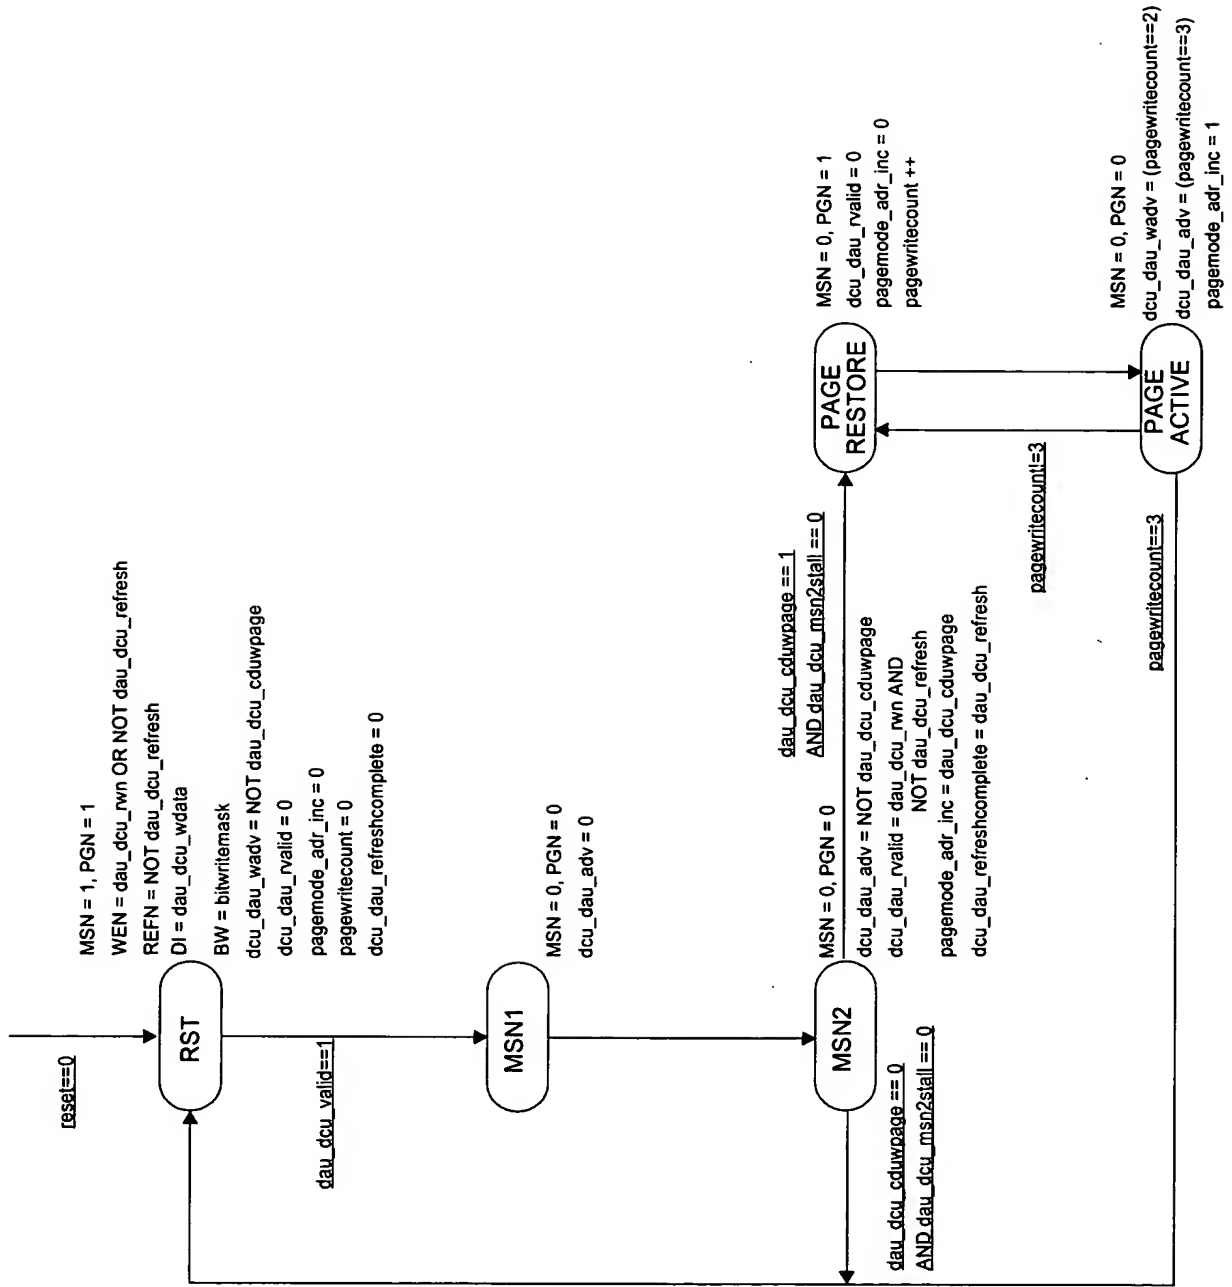 reset==0
RST
MSN = 1, PGN = 1
WEN = dau_dcu_rwn OR NOT dau_dcu_refresh
REFN = NOT dau_dcu_refresh
DI = dau_dcu_wdata
BW = bitwritemask
dcu_dau_wadv = NOT dau_dcu_cduwpage
dcu_dau_rvalid = 0
pagemode_adr_inc = 0
pagewritecount = 0
dcu_dau_refreshcomplete = 0
dau_dcu_valid==1
MSN1
MSN = 0, PGN = 0
dcu_dau_adv = 0
MSN2
MSN = 0, PGN = 0
dcu_dau_adv = NOT dau_dcu_cduwpage
dcu_dau_rvalid = dau_dcu_rwn AND
NOT dau_dcu_refresh
pagemode_adr_inc = dau_dcu_cduwpage
dcu_dau_refreshcomplete = dau_dcu_refresh
dau_dcu_cduwpage == 0
AND dau_dcu_msn2stall == 0
dau_dcu_cduwpage == 1
AND dau_dcu_msn2stall == 0
PAGE
RESTORE
MSN = 0, PGN = 1
dcu_dau_rvalid = 0
pagemode_adr_inc = 0
pagewritecount ++
pagewritecount!=3
pagewritecount==3
PAGE
ACTIVE
MSN = 0, PGN = 0
dcu_dau_wadv = (pagewritecount==2)
dcu_dau_adv = (pagewritecount==3)
pagemode_adr_inc = 1